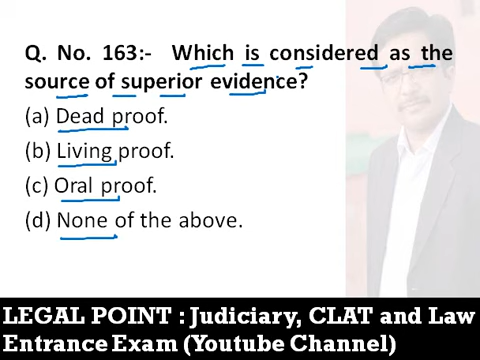 Q. No. 163:- Which is considered as the
source of superior evidence?
(a) Dead proof.
(b) Living proof.
(c) Oral proof.
(d) None of the above.
LEGAL POINT : Judiciary, CLAT and Law
Entrance Exam (Youtube Channel)